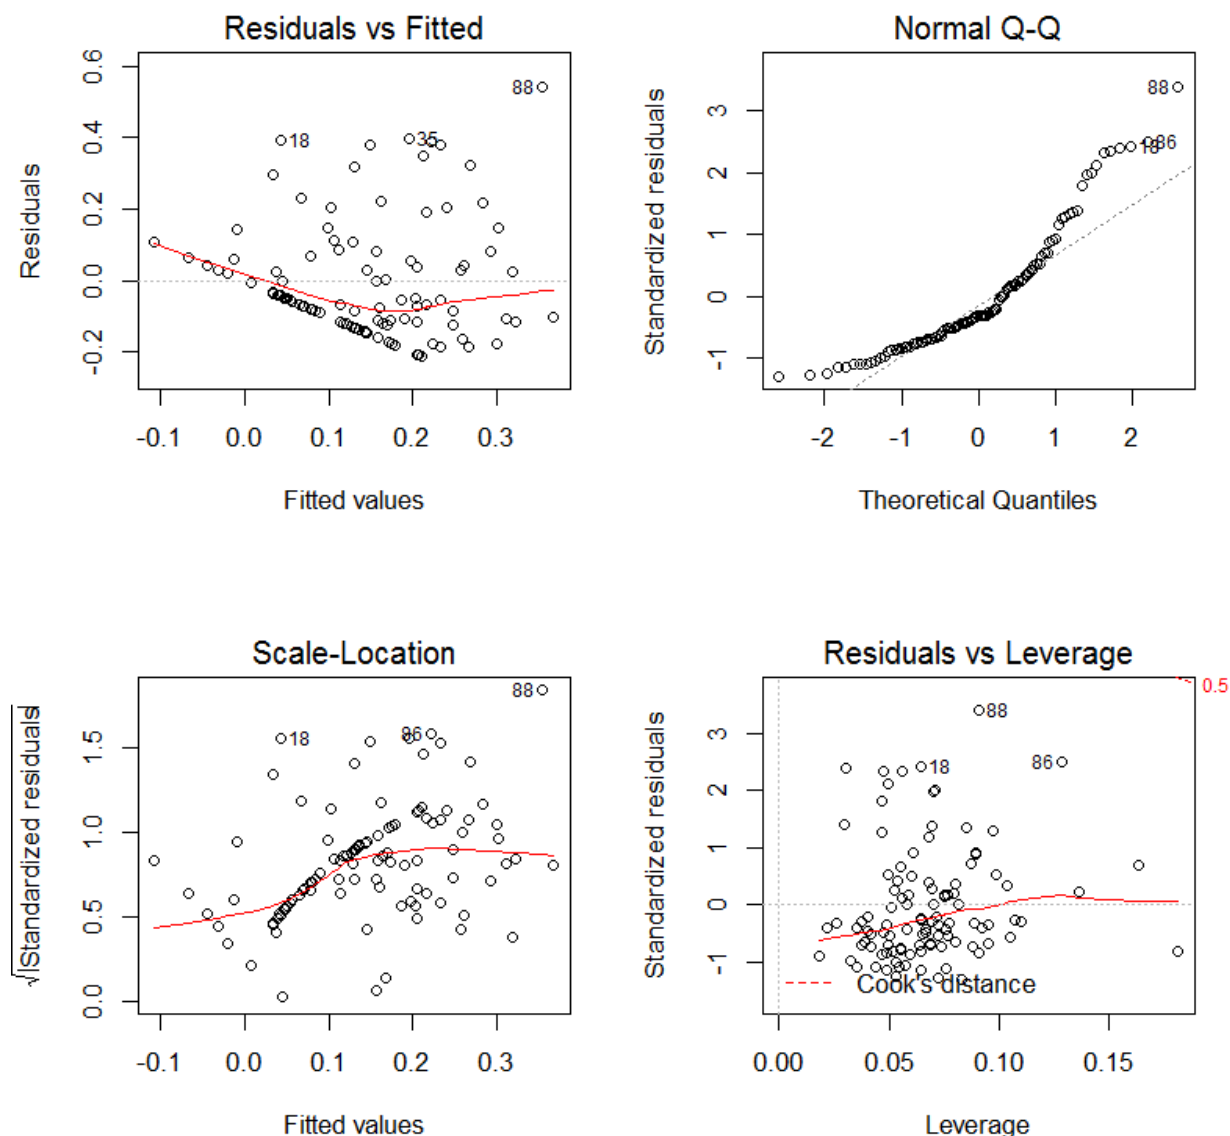 Residuals vs Fitted
Residuals
0.6
0.4
0.2
0.0
-0.2
88
18
35
-0.1 0.0 0.1 0.2 0.3
Fitted values
Normal Q-Q
Standardized residuals
3
2
1
0
-1
88
86
18
-2 -1 0 1 2
Theoretical Quantiles
Scale-Location
√|Standardized residuals|
1.5
1.0
0.5
0.0
88
18
86
-0.1 0.0 0.1 0.2 0.3
Fitted values
Residuals vs Leverage
Standardized residuals
3
2
1
0
-1
0.5
88
18
86
Cook's distance
0.00 0.05 0.10 0.15
Leverage